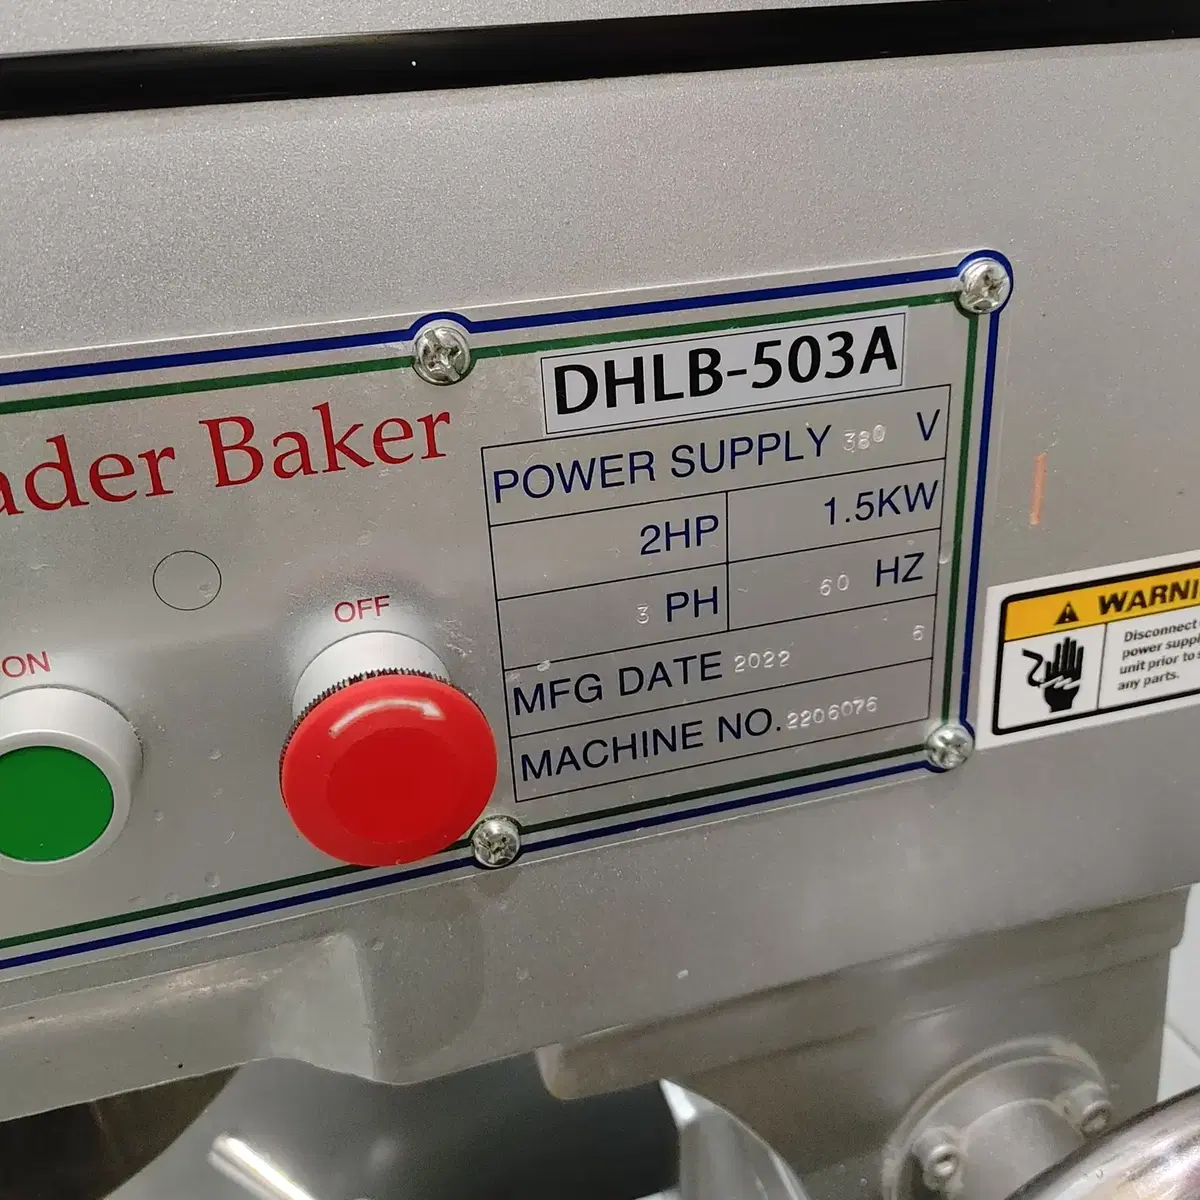 DHLB-503A
ader Baker
POWER SUPPLY 380 V
2HP 1.5KW
3 PH 60 HZ
MFG DATE 2022 6
MACHINE NO. 2206076
OFF
ON
WARNI
Disconnect
power suppl
unit prior to s
any parts.